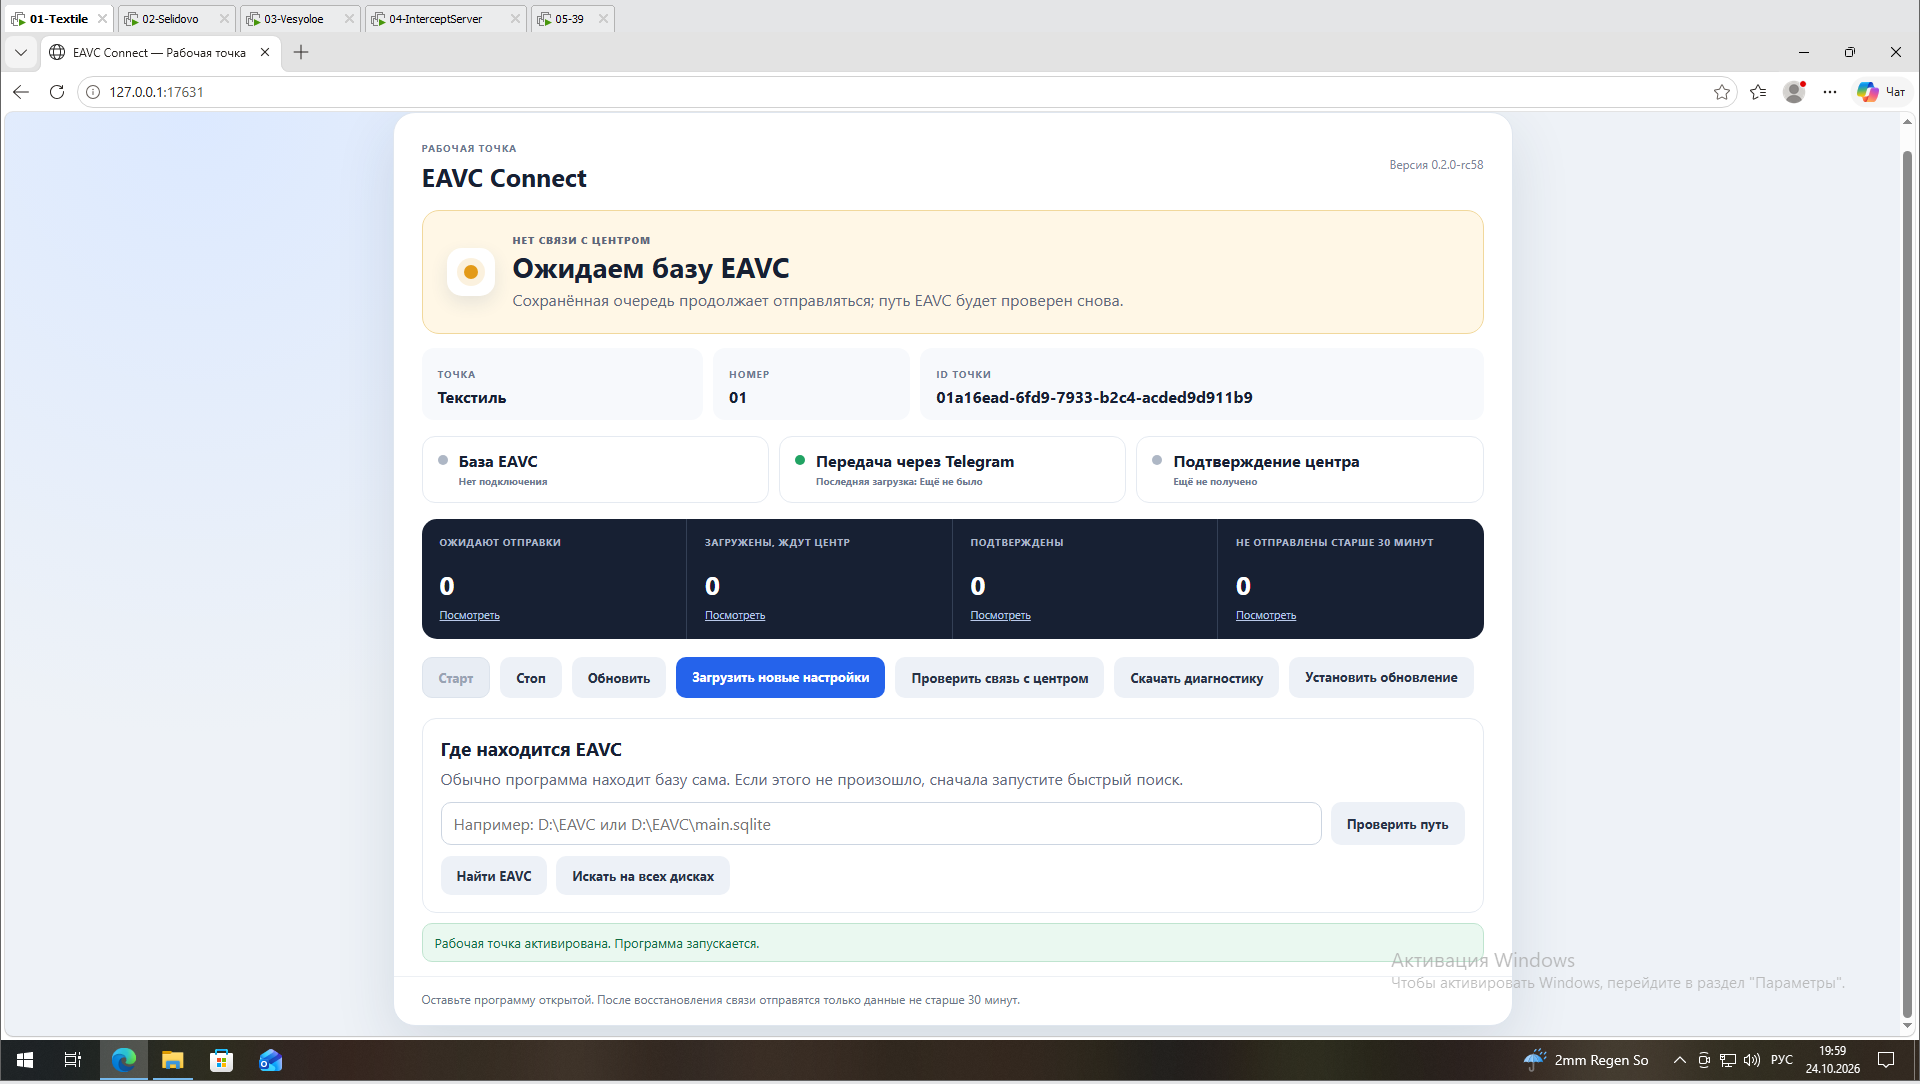 01-Textile
02-Selidovo
03-Vesyoloe
04-InterceptServer
05-39
EAVC Connect — Рабочая точка
127.0.0.1:17631
Чат
РАБОЧАЯ ТОЧКА
EAVC Connect
Версия 0.2.0-rc58
НЕТ СВЯЗИ С ЦЕНТРОМ
Ожидаем базу EAVC
Сохранённая очередь продолжает отправляться; путь EAVC будет проверен снова.
ТОЧКА
Текстиль
НОМЕР
01
ID ТОЧКИ
01a16ead-6fd9-7933-b2c4-acded9d911b9
База EAVC
Нет подключения
Передача через Telegram
Последняя загрузка: Ещё не было
Подтверждение центра
Ещё не получено
ОЖИДАЮТ ОТПРАВКИ
0
Посмотреть
ЗАГРУЖЕНЫ, ЖДУТ ЦЕНТР
0
Посмотреть
ПОДТВЕРЖДЕНЫ
0
Посмотреть
НЕ ОТПРАВЛЕНЫ СТАРШЕ 30 МИНУТ
0
Посмотреть
Старт
Стоп
Обновить
Загрузить новые настройки
Проверить связь с центром
Скачать диагностику
Установить обновление
Где находится EAVC
Обычно программа находит базу сама. Если этого не произошло, сначала запустите быстрый поиск.
Например: D:\EAVC или D:\EAVC\main.sqlite
Проверить путь
Найти EAVC
Искать на всех дисках
Рабочая точка активирована. Программа запускается.
Активация Windows
Чтобы активировать Windows, перейдите в раздел "Параметры".
Оставьте программу открытой. После восстановления связи отправятся только данные не старше 30 минут.
2mm Regen So
РУС
19:59
24.10.2026